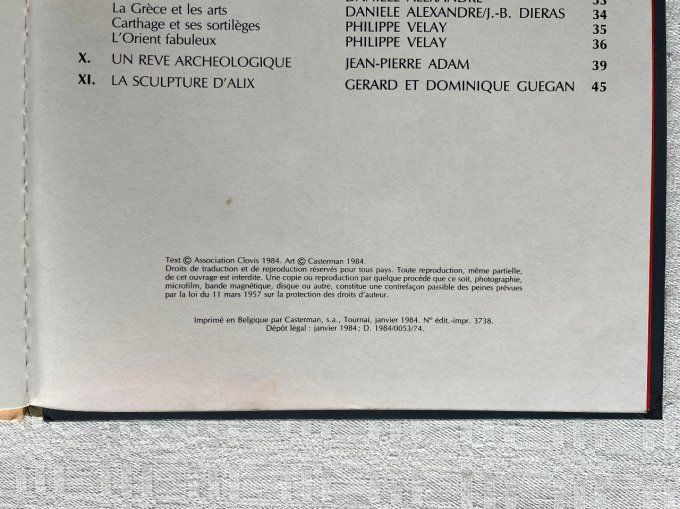 DANIELE ALEXANDRE 33
La Grèce et les arts DANIELE ALEXANDRE/J.-B. DIERAS 34
Carthage et ses sortilèges PHILIPPE VELAY 35
L'Orient fabuleux PHILIPPE VELAY 36
X. UN REVE ARCHEOLOGIQUE JEAN-PIERRE ADAM 39
XI. LA SCULPTURE D'ALIX GERARD ET DOMINIQUE GUEGAN 45
Text © Association Clovis 1984. Art © Casterman 1984.
Droits de traduction et de reproduction réservés pour tous pays. Toute reproduction, même partielle,
de cet ouvrage est interdite. Une copie ou reproduction par quelque procédé que ce soit, photographie,
microfilm, bande magnétique, disque ou autre, constitue une contrefaçon passible des peines prévues
par la loi du 11 mars 1957 sur la protection des droits d'auteur.
Imprimé en Belgique par Casterman, s.a., Tournai, janvier 1984. N° édit.-impr. 3738.
Dépôt légal : janvier 1984; D. 1984/0053/74.